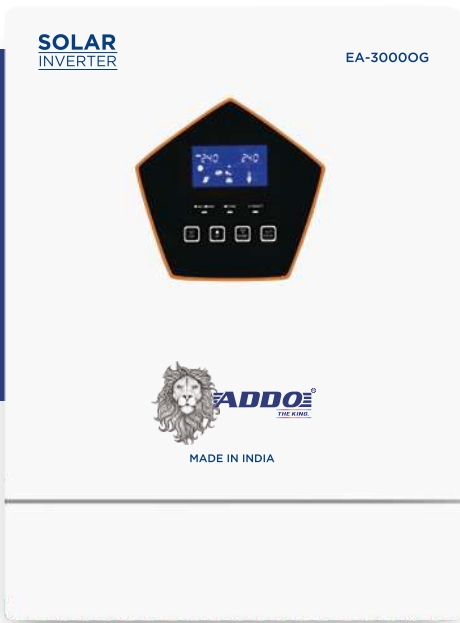 SOLAR
INVERTER
EA-3000OG
240 240
ADDO®
THE KING.
MADE IN INDIA